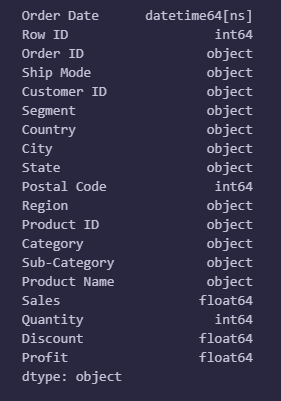 Order Date datetime64[ns]
Row ID int64
Order ID object
Ship Mode object
Customer ID object
Segment object
Country object
City object
State object
Postal Code int64
Region object
Product ID object
Category object
Sub-Category object
Product Name object
Sales float64
Quantity int64
Discount float64
Profit float64
dtype: object